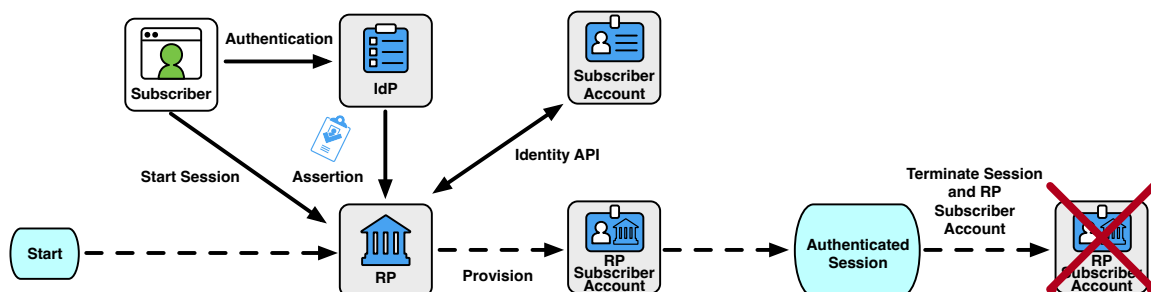 Authentication
Subscriber
IdP
Subscriber
Account
Start Session
Assertion
Identity API
Terminate Session
and RP
Subscriber
Account
Start
RP
Provision
RP
Subscriber
Account
Authenticated
Session
RP
Subscriber
Account